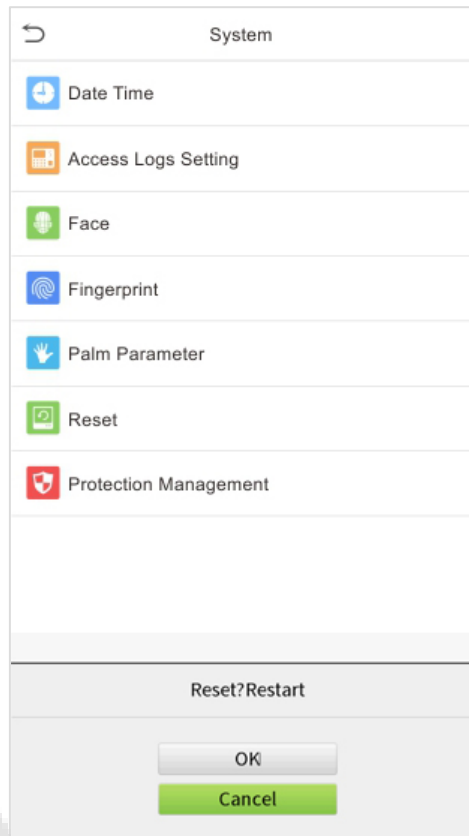 System
Date Time
Access Logs Setting
Face
Fingerprint
Palm Parameter
Reset
Protection Management
Reset?Restart
OK
Cancel